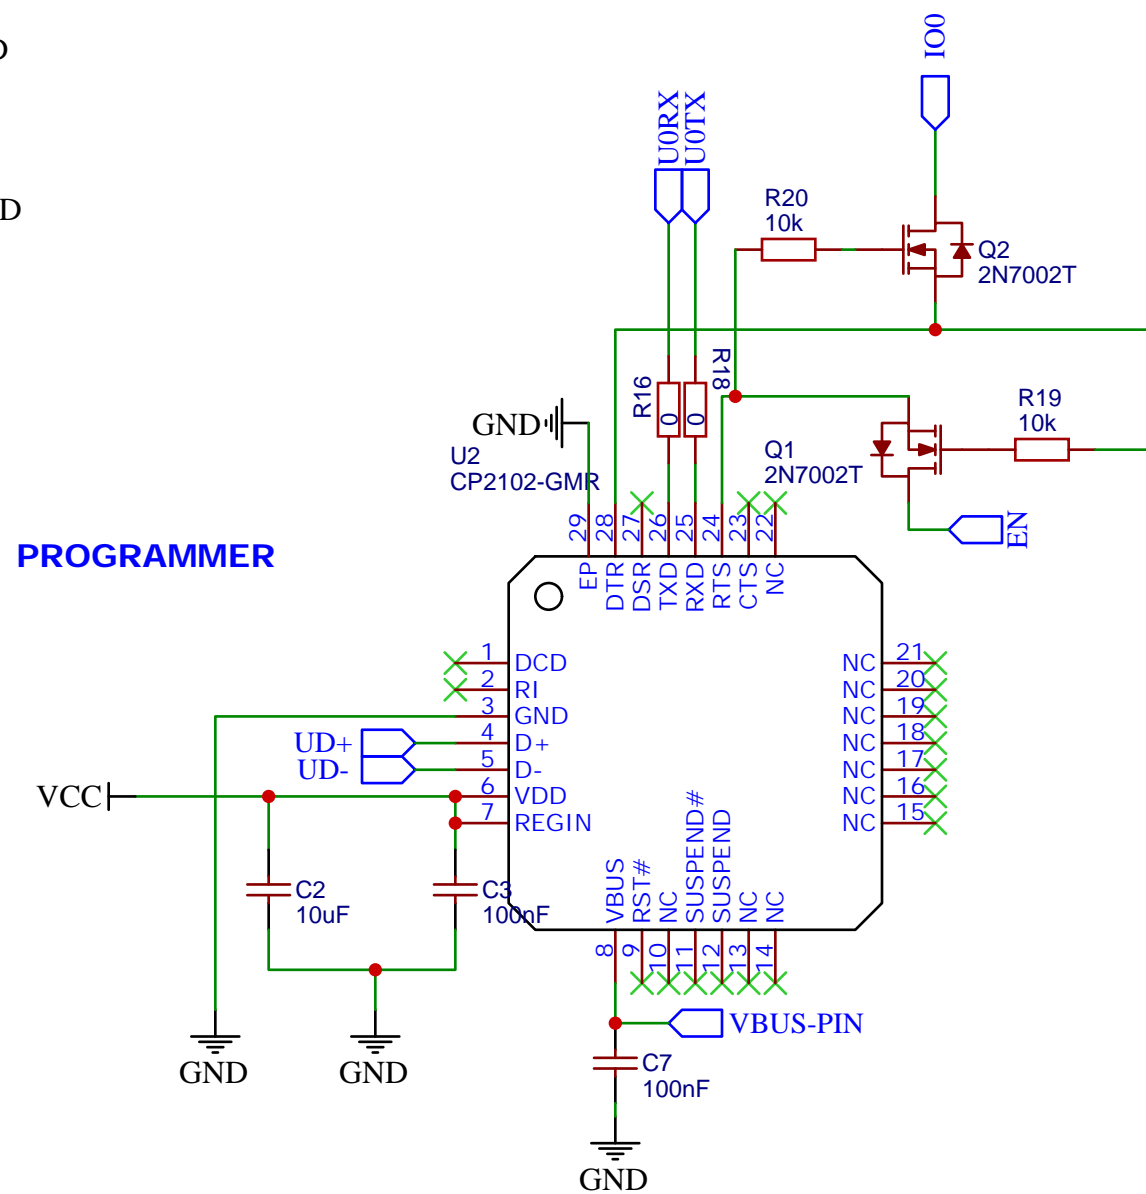 D
D
IO0
U0RX
U0TX
R20
10k
Q2
2N7002T
R16
0
R18
0
R19
10k
GND
U2
CP2102-GMR
Q1
2N7002T
EN
PROGRAMMER
29
28
27
26
25
24
23
22
EP
DTR
DSR
TXD
RXD
RTS
CTS
NC
1 DCD
2 RI
3 GND
UD+ 4 D+
UD- 5 D-
VCC 6 VDD
7 REGIN
NC 21
NC 20
NC 19
NC 18
NC 17
NC 16
NC 15
VBUS
RST#
NC
SUSPEND#
SUSPEND
NC
NC
8
9
10
11
12
13
14
C2
10uF
C3
100nF
VBUS-PIN
C7
100nF
GND
GND
GND